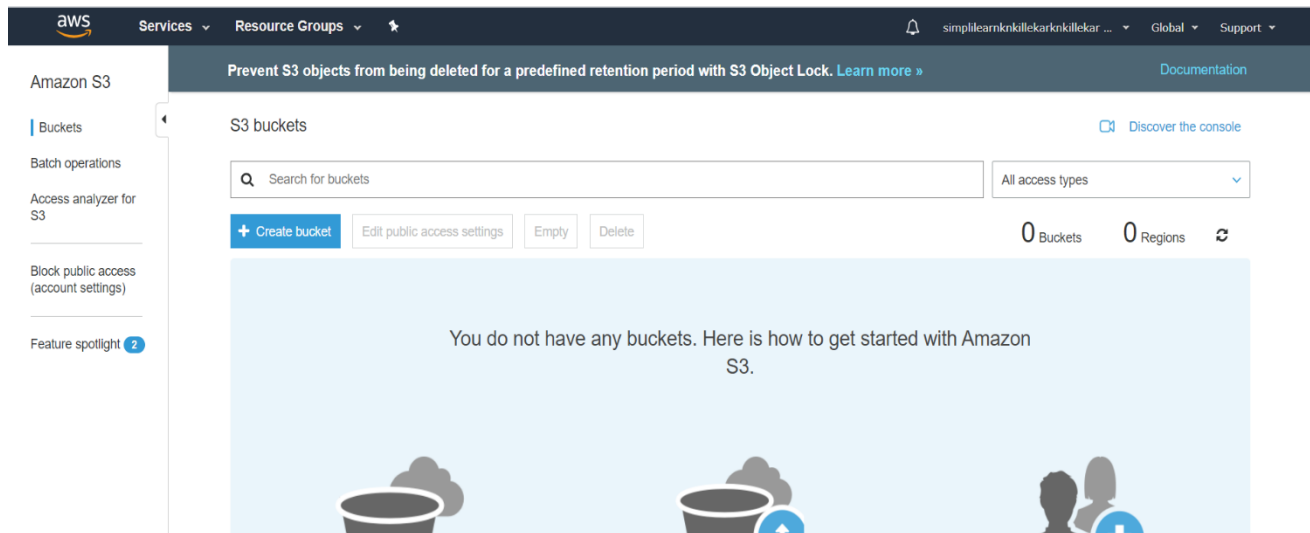 aws Services Resource Groups simplilearnknkillekarknkillekar ... Global Support
Prevent S3 objects from being deleted for a predefined retention period with S3 Object Lock. Learn more » Documentation
Amazon S3
Buckets
Batch operations
Access analyzer for
S3
Block public access
(account settings)
Feature spotlight 2
S3 buckets Discover the console
Search for buckets All access types
Create bucket Edit public access settings Empty Delete 0 Buckets 0 Regions
You do not have any buckets. Here is how to get started with Amazon
S3.